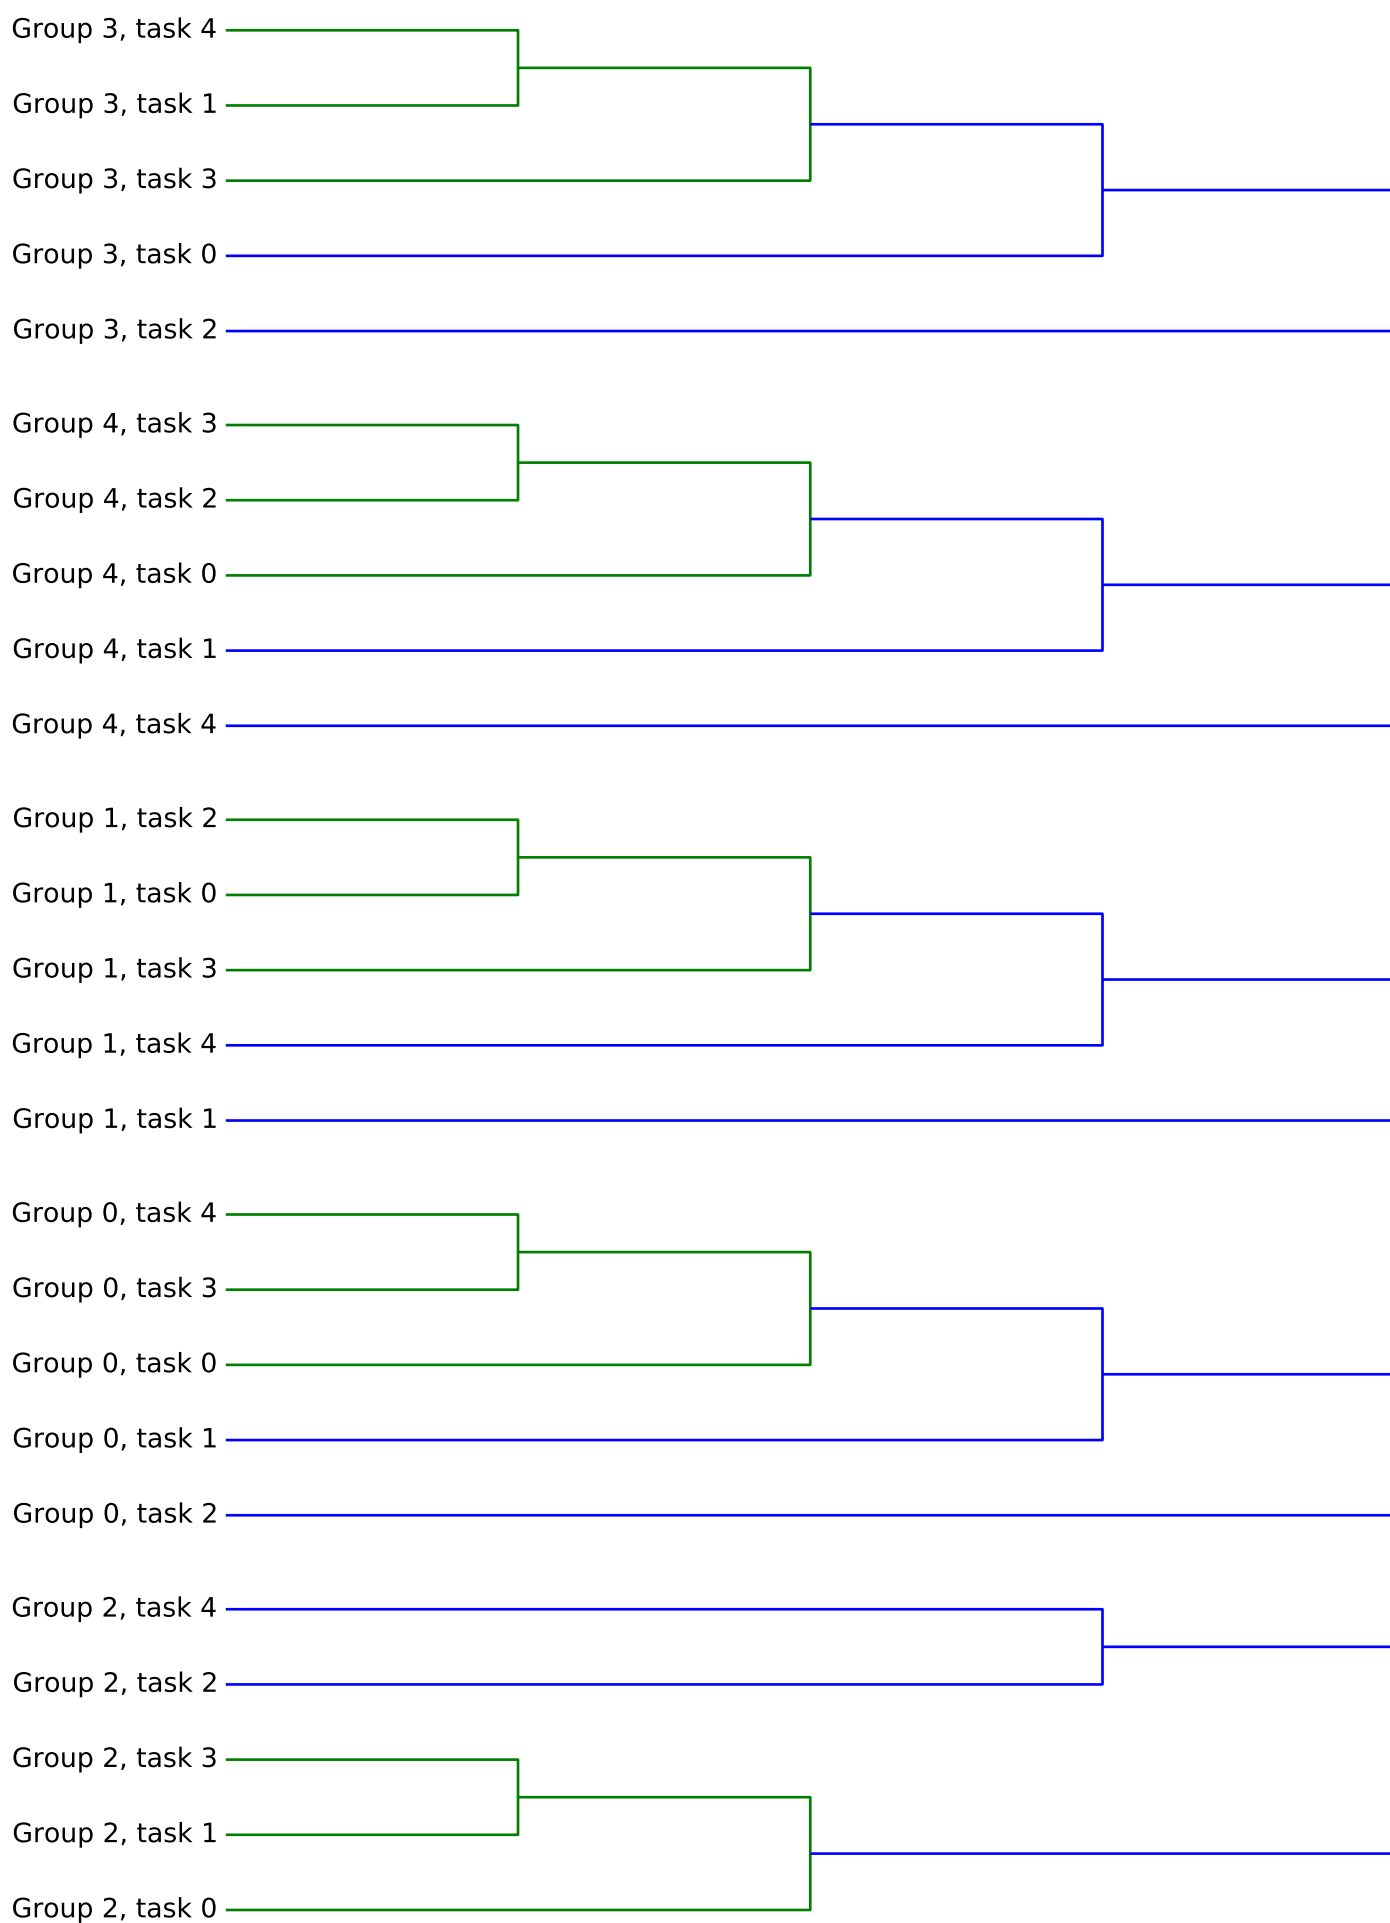 Group 3, task 4
Group 3, task 1
Group 3, task 3
Group 3, task 0
Group 3, task 2
Group 4, task 3
Group 4, task 2
Group 4, task 0
Group 4, task 1
Group 4, task 4
Group 1, task 2
Group 1, task 0
Group 1, task 3
Group 1, task 4
Group 1, task 1
Group 0, task 4
Group 0, task 3
Group 0, task 0
Group 0, task 1
Group 0, task 2
Group 2, task 4
Group 2, task 2
Group 2, task 3
Group 2, task 1
Group 2, task 0